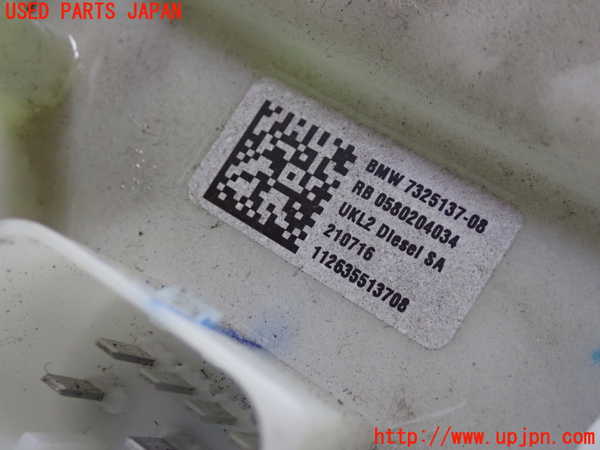 USED PARTS JAPAN
BMW 7325137-08
RB 0580204034
UKL2 Diesel SA
210716
112635513708
http://www.upjpn.com/